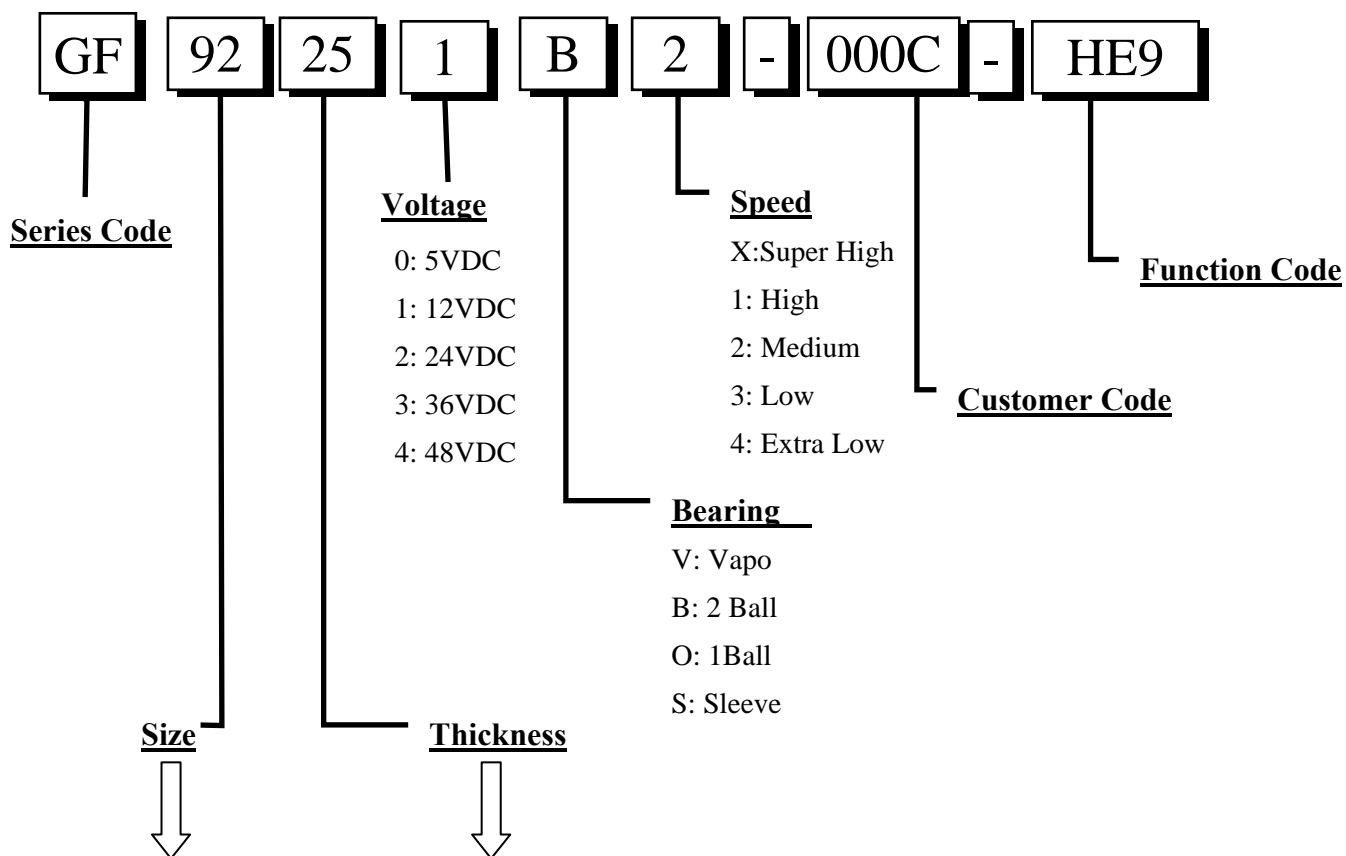 GF 92 25 1 B 2 - 000C - HE9
Series Code
Voltage
0: 5VDC
1: 12VDC
2: 24VDC
3: 36VDC
4: 48VDC
Speed
X:Super High
1: High
2: Medium
3: Low
4: Extra Low
Function Code
Customer Code
Bearing
V: Vapo
B: 2 Ball
O: 1Ball
S: Sleeve
Size
Thickness